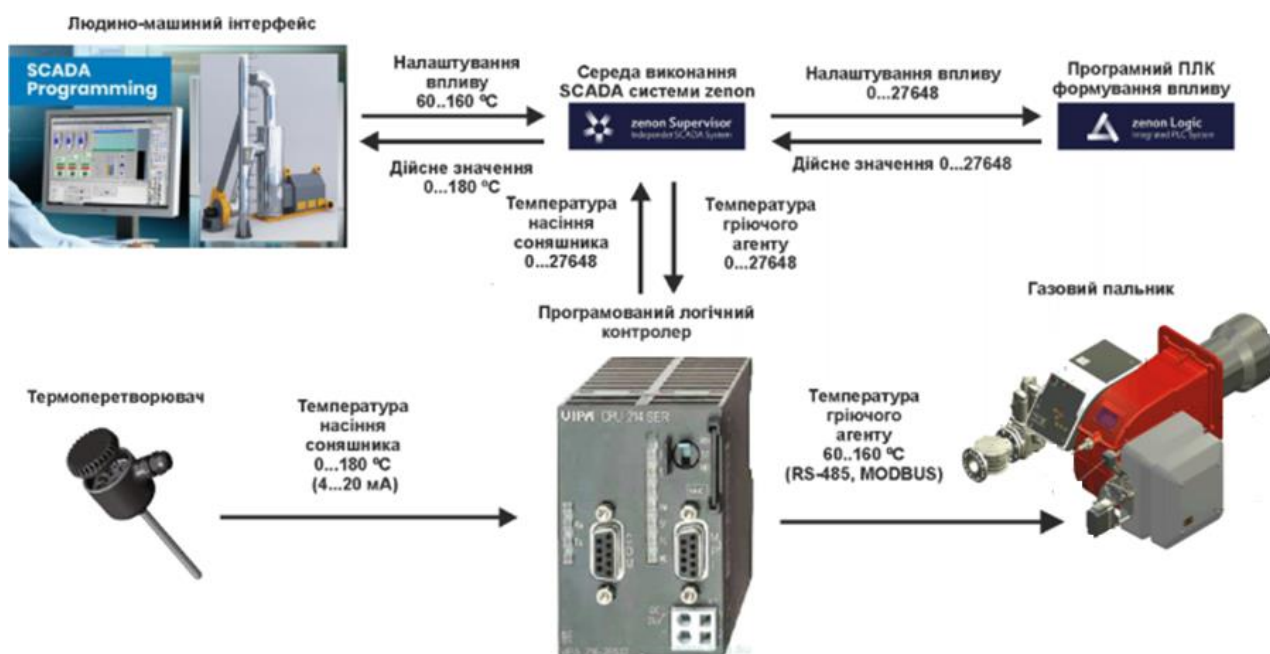 Людино-машиний інтерфейс
SCADA
Programming
Налаштування
впливу
60..160 ºC
Дійсне значення
0...180 ºC
Середа виконання
SCADA системи zenon
zenon Supervisor
Independent SCADA System
Налаштування впливу
0...27648
Дійсне значення 0...27648
Програмний ПЛК
формування впливу
zenon Logic
Integrated PLC System
Температура
насіння
соняшника
0...27648
Температура
гріючого
агенту
0...27648
Програмований логічний
контролер
Газовий пальник
Термоперетворювач
Температура
насіння
соняшника
0...180 ºC
(4...20 мА)
VIPA CPU 214 SER
Температура
гріючого
агенту
60..160 ºC
(RS-485, MODBUS)